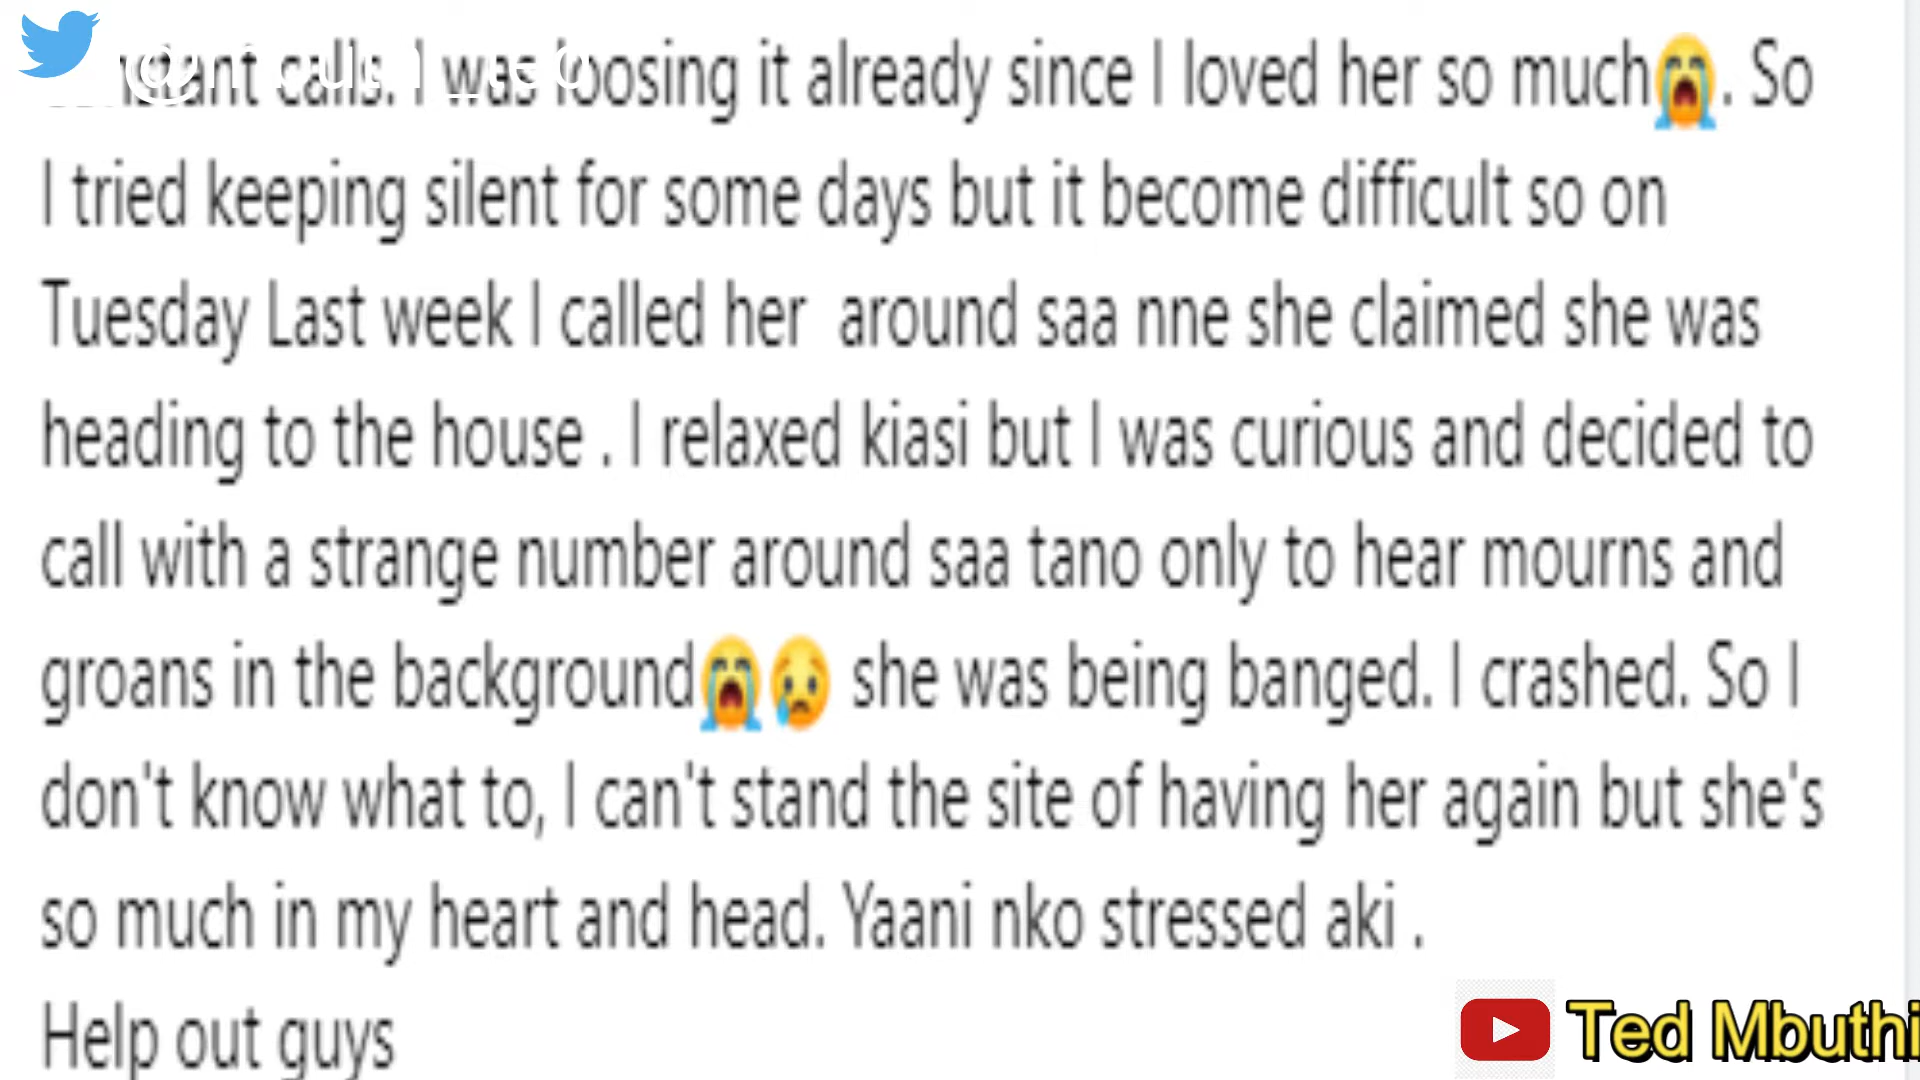 calls. I was loosing it already since I loved her so much😭. So
I tried keeping silent for some days but it become difficult so on
Tuesday Last week I called her around saa nne she claimed she was
heading to the house . I relaxed kiasi but I was curious and decided to
call with a strange number around saa tano only to hear mourns and
groans in the background😭😢 she was being banged. I crashed. So I
don't know what to, I can't stand the site of having her again but she's
so much in my heart and head. Yaani nko stressed aki .
Help out guys
Ted Mbuthi